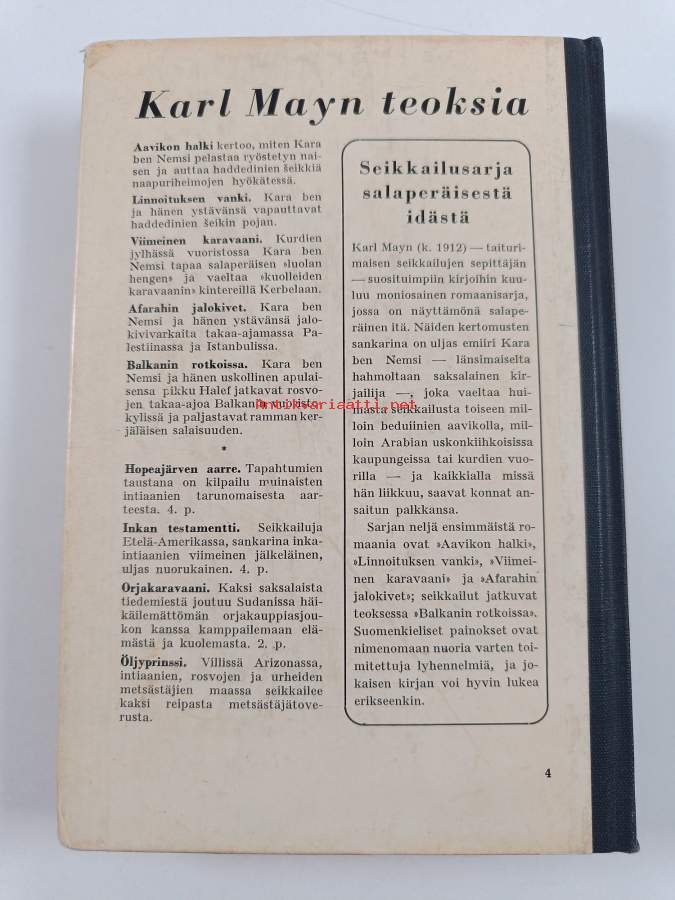 Karl Mayn teoksia
Aavikon halki kertoo, miten Kara
ben Nemsi pelastaa ryöstetyn nai-
sen ja auttaa haddedinien šeikkiä
naapuriheimojen hyökätessä.
Linnoituksen vanki. Kara ben
ja hänen ystävänsä vapauttavat
haddedinien šeikin pojan.
Viimeinen karavaani. Kurdien
jylhässä vuoristossa Kara ben
Nemsi tapaa salaperäisen »luolan
hengen» ja vaeltaa »kuolleiden
karavaanin» kintereillä Kerbelaan.
Afarahin jalokivet. Kara ben
Nemsi ja hänen ystävänsä jalo-
kivivarkaita takaa-ajamassa Pa-
lestiinassa ja Istanbulissa.
Balkanin rotkoissa. Kara ben
Nemsi ja hänen uskollinen apulai-
sensa pikku Halef jatkavat rosvo-
jen takaa-ajoa Balkanin
kylissä ja paljastavat ramman ker-
jäläisen salaisuuden.
*
Hopeajärven aarre. Tapahtumien
taustana on kilpailu muinaisten
intiaanien tarunomaisesta aar-
teesta. 4. p.
Inkan testamentti. Seikkailuja
Etelä-Amerikassa, sankarina inka-
intiaanien viimeinen jälkeläinen,
uljas nuorukainen. 4. p.
Orjakaravaani. Kaksi saksalaista
tiedemiestä joutuu Sudanissa häi-
käilemättömän orjakauppiasjou-
kon kanssa kamppailemaan elä-
mästä ja kuolemasta. 2. p.
Öljyprinssi. Villissä Arizonassa,
intiaanien, rosvojen ja urheiden
metsästäjien maassa seikkailee
kaksi reipasta metsästäjätove-
rusta.
Seikkailusarja
salaperäisestä
idästä
Karl Mayn (k. 1912) — taituri-
maisen seikkailujen sepittäjän
— suosituimpiin kirjoihin kuu-
luu moniosainen romaanisarja,
jossa on näyttämönä salape-
räinen itä. Näiden kertomusten
sankarina on uljas emiiri Kara
ben Nemsi — länsimaiselta
hahmoltaan saksalainen kir-
jailija —, joka vaeltaa hui-
masta seikkailusta toiseen mil-
loin beduiinien aavikolla, mil-
loin Arabian uskonkiihkoisissa
kaupungeissa tai kurdien vuo-
rilla — ja kaikkialla missä
hän liikkuu, saavat konnat an-
saitun palkkansa.
Sarjan neljä ensimmäistä ro-
maania ovat »Aavikon halki»,
»Linnoituksen vanki», »Viimei-
nen karavaani» ja »Afarahin
jalokivet»; seikkailut jatkuvat
teoksessa »Balkanin rotkoissa».
Suomenkieliset painokset ovat
nimenomaan nuoria varten toi-
mitettuja lyhennelmiä, ja jo-
kaisen kirjan voi hyvin lukea
erikseenkin.
4
Antikvariaatti.net